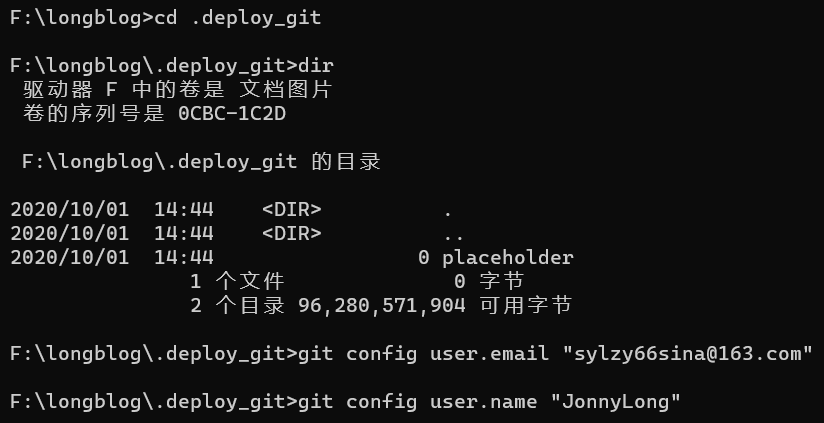 F:\longblog>cd .deploy_git
F:\longblog\.deploy_git>dir
驱动器 F 中的卷是 文档图片
卷的序列号是 0CBC-1C2D
F:\longblog\.deploy_git 的目录
2020/10/01  14:44    <DIR>          .
2020/10/01  14:44    <DIR>          ..
2020/10/01  14:44                 0 placeholder
1 个文件              0 字节
2 个目录 96,280,571,904 可用字节
F:\longblog\.deploy_git>git config user.email "sylzy66sina@163.com"
F:\longblog\.deploy_git>git config user.name "JonnyLong"